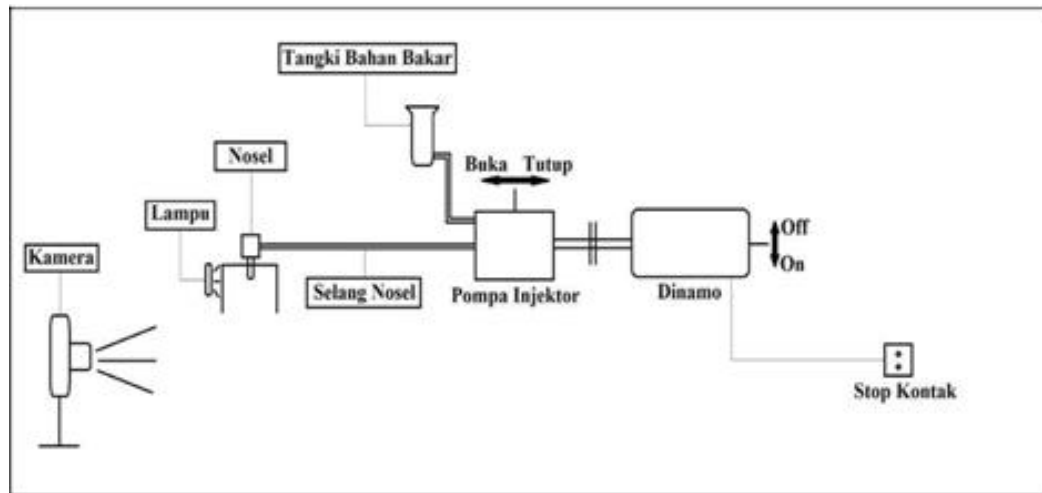 Tangki Bahan Bakar
Nosel
Buka Tutup
Lampu
Off
Kamera
On
Selang Nosel
Pompa Injektor
Dinamo
Stop Kontak